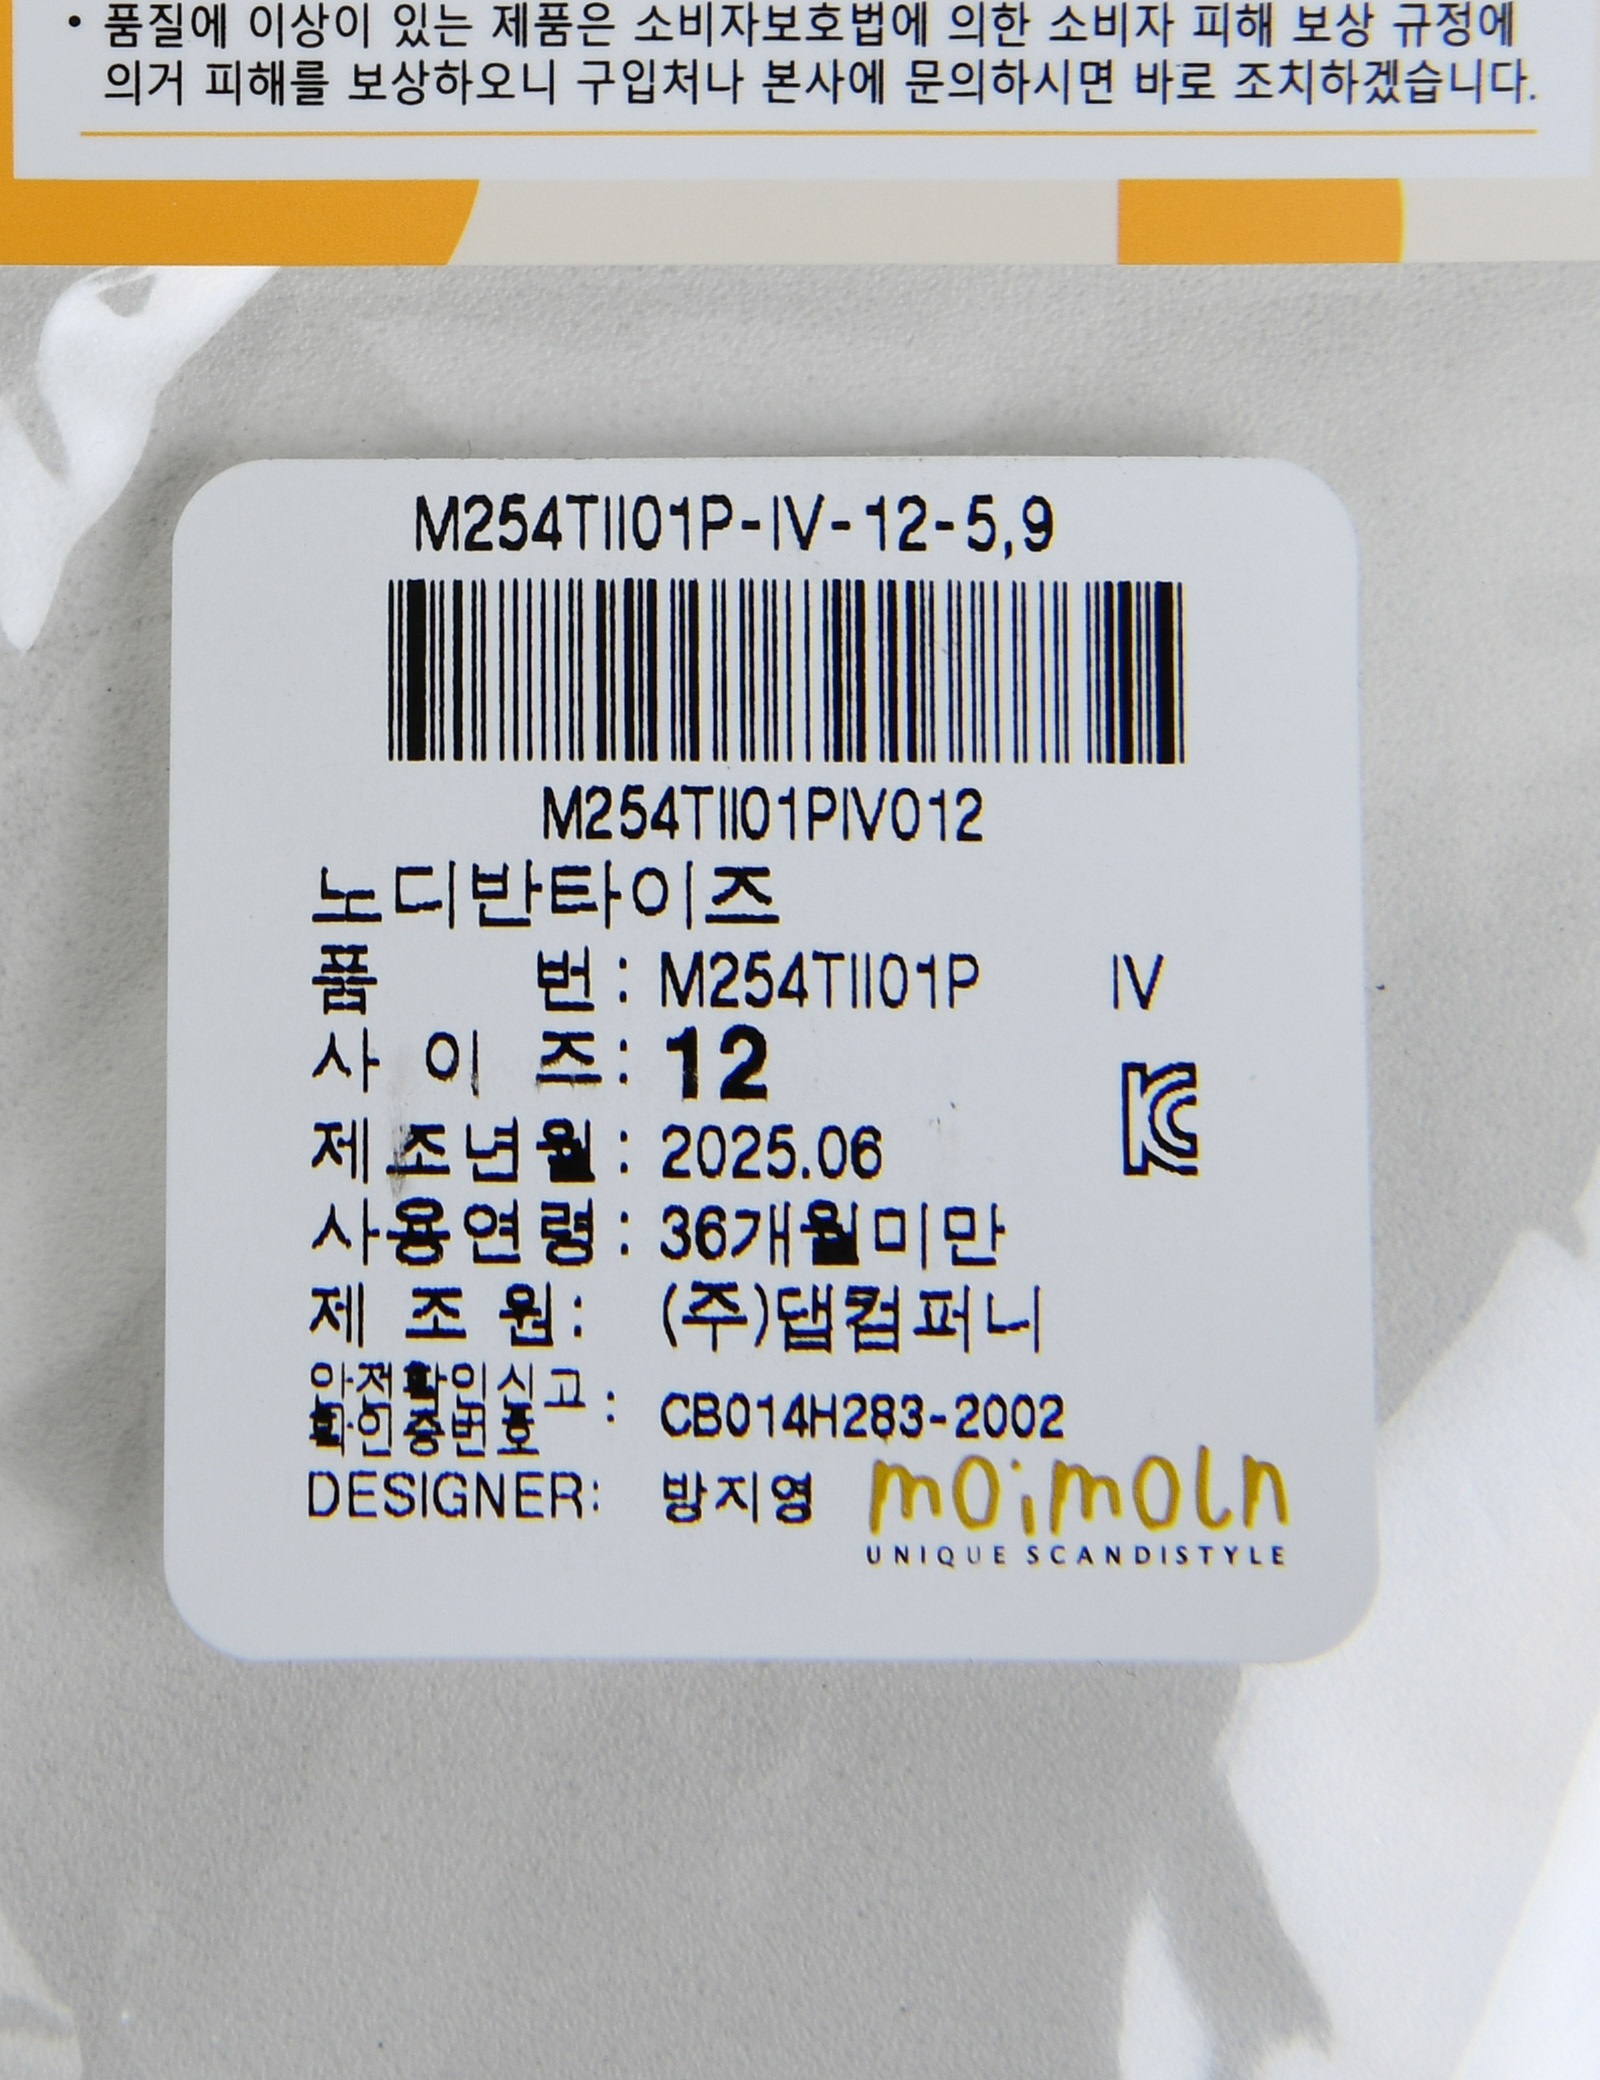 • 품질에 이상이 있는 제품은 소비자보호법에 의한 소비자 피해 보상 규정에
의거 피해를 보상하오니 구입처나 본사에 문의하시면 바로 조치하겠습니다.
M254TII01P-IV-12-5,9
M254TII01PIV012
노디반타이즈
품 번: M254TII01P IV
사 이 즈: 12
제조년월: 2025.06
사용연령: 36개월미만
제 조 원: (주)댑컴퍼니
안전확인신고
확인증번호 : CB014H283-2002
DESIGNER: 방지영
moimoln
UNIQUE SCANDISTYLE